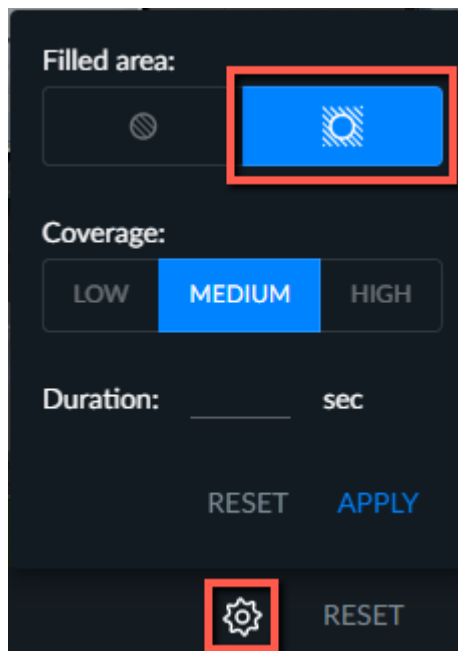 Filled area:
Coverage:
LOW MEDIUM HIGH
Duration: sec
RESET APPLY
RESET